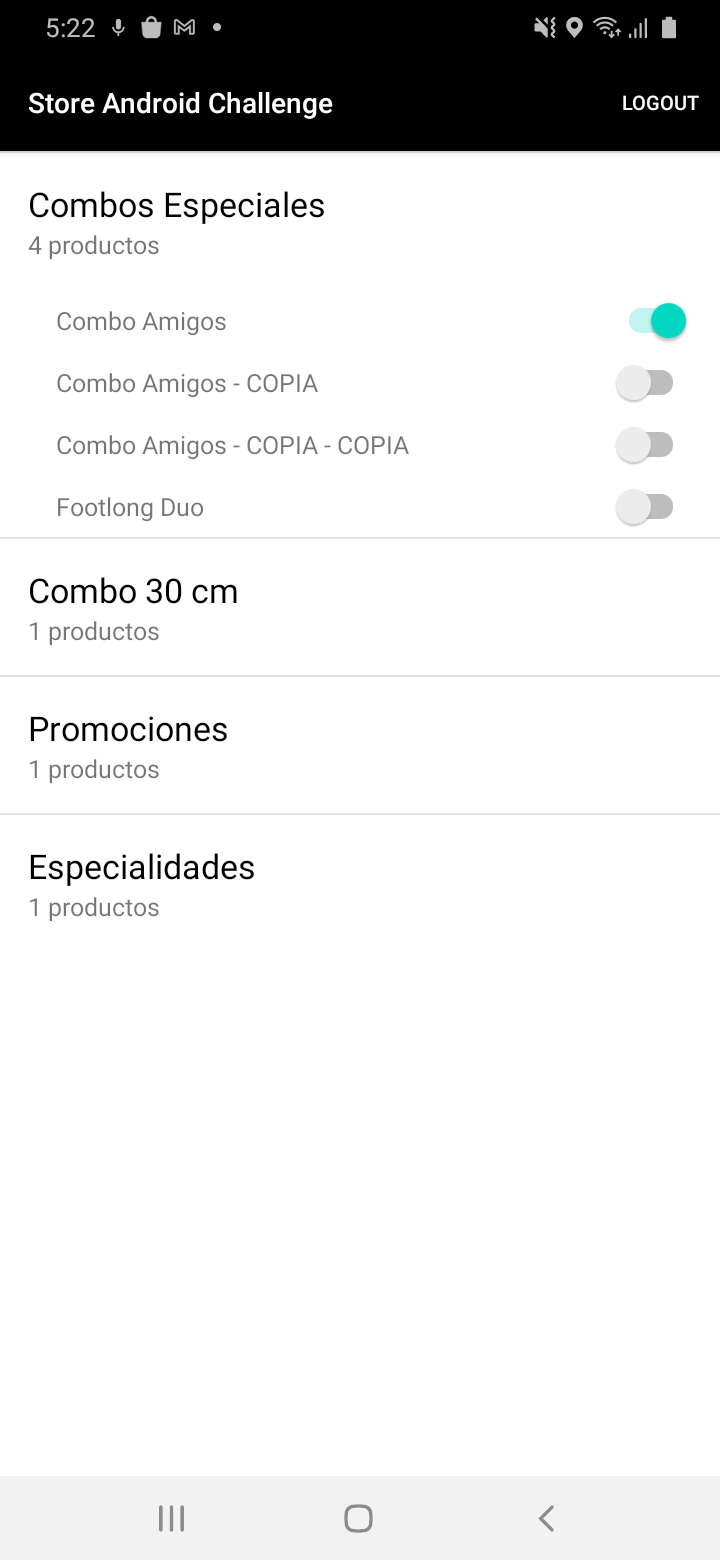 5:22
Store Android Challenge
LOGOUT
Combos Especiales
4 productos
Combo Amigos
Combo Amigos - COPIA
Combo Amigos - COPIA - COPIA
Footlong Duo
Combo 30 cm
1 productos
Promociones
1 productos
Especialidades
1 productos